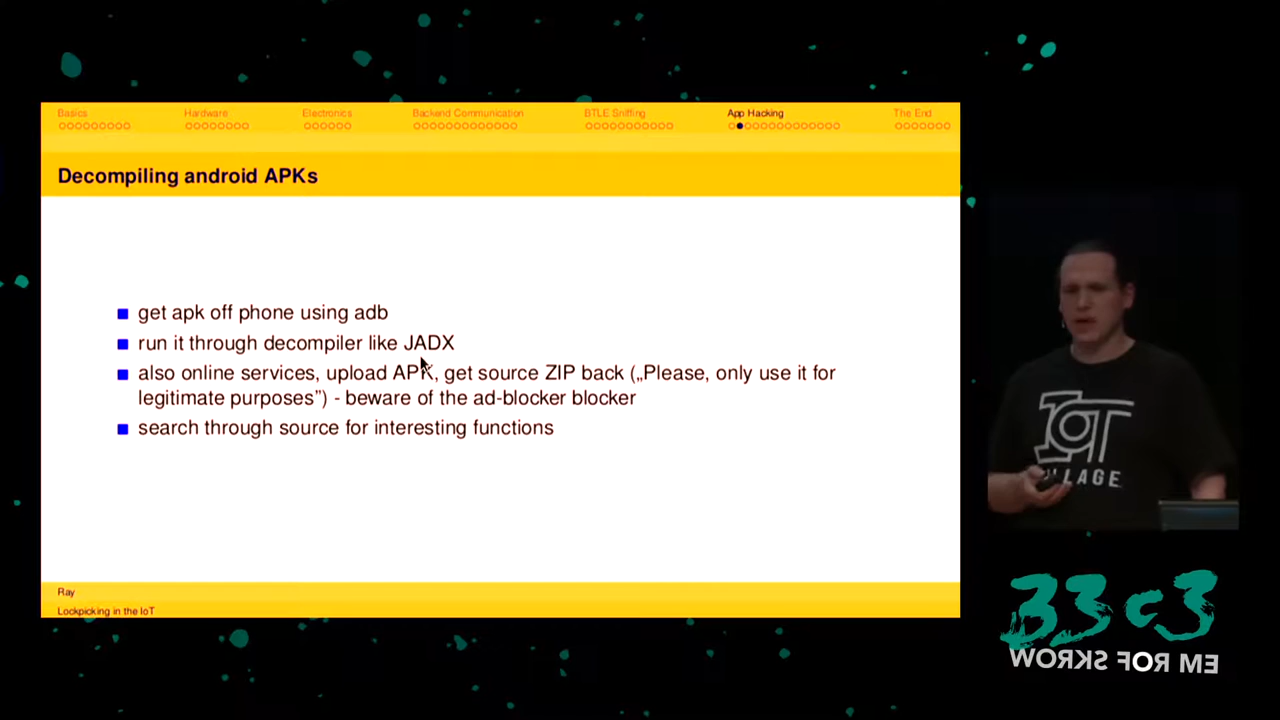 Basics Hardware Electronics Backend Communication BTLE Sniffing App Hacking The End
Decompiling android APKs
get apk off phone using adb
run it through decompiler like JADX
also online services, upload APK, get source ZIP back („Please, only use it for
legitimate purposes”) - beware of the ad-blocker blocker
search through source for interesting functions
Ray
Lockpicking in the IoT
IOT
VILLAGE
33c3
WORKS FOR ME